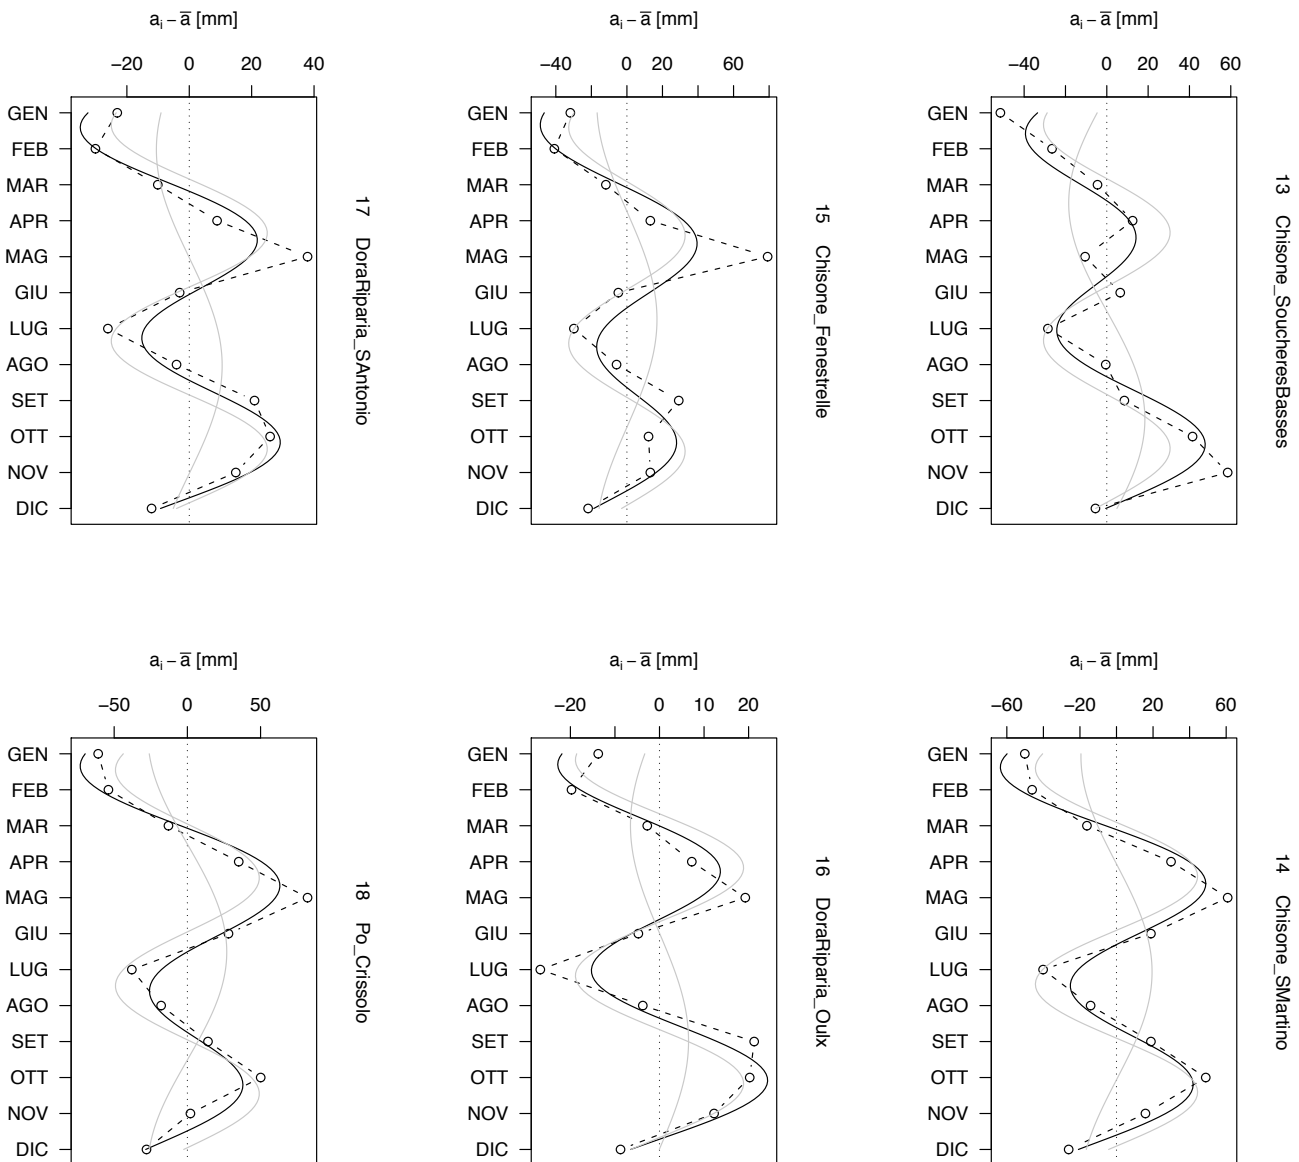 aᵢ − a̅ [mm]
−20 0 20 40
GEN
FEB
MAR
APR
MAG
GIU
LUG
AGO
SET
OTT
NOV
DIC
17 DoraRiparia_SAntonio
aᵢ − a̅ [mm]
−40 0 20 60
GEN
FEB
MAR
APR
MAG
GIU
LUG
AGO
SET
OTT
NOV
DIC
15 Chisone_Fenestrelle
aᵢ − a̅ [mm]
−40 0 20 40 60
GEN
FEB
MAR
APR
MAG
GIU
LUG
AGO
SET
OTT
NOV
DIC
13 Chisone_SoucheresBasses
aᵢ − a̅ [mm]
−50 0 50
GEN
FEB
MAR
APR
MAG
GIU
LUG
AGO
SET
OTT
NOV
DIC
18 Po_Crissolo
aᵢ − a̅ [mm]
−20 0 10 20
GEN
FEB
MAR
APR
MAG
GIU
LUG
AGO
SET
OTT
NOV
DIC
16 DoraRiparia_Oulx
aᵢ − a̅ [mm]
−60 −20 20 60
GEN
FEB
MAR
APR
MAG
GIU
LUG
AGO
SET
OTT
NOV
DIC
14 Chisone_SMartino